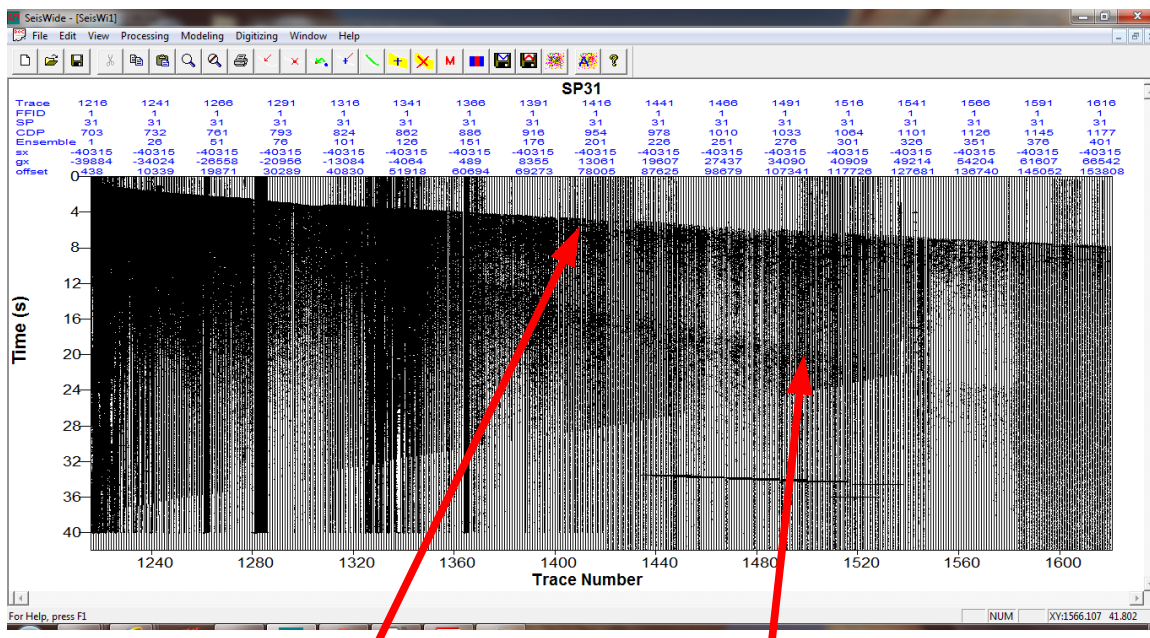 SeisWide - [SeisWi1]
File Edit View Processing Modeling Digitizing Window Help
SP31
Trace 1216 1241 1266 1291 1316 1341 1366 1391 1416 1441 1466 1491 1516 1541 1566 1591 1616
FFID 1 1 1 1 1 1 1 1 1 1 1 1 1 1 1 1 1
SP 31 31 31 31 31 31 31 31 31 31 31 31 31 31 31 31 31
CDP 703 732 761 793 824 862 886 916 954 978 1010 1033 1064 1101 1126 1145 1177
Ensemble 1 26 51 76 101 126 151 176 201 226 251 276 301 326 351 376 401
sx -40315 -40315 -40315 -40315 -40315 -40315 -40315 -40315 -40315 -40315 -40315 -40315 -40315 -40315 -40315 -40315 -40315
gx -39884 -34024 -26558 -20956 -13084 -4064 489 8355 13061 19607 27437 34090 40909 49214 54204 61607 66542
offset 438 10339 19871 30289 40830 51918 60694 69273 78005 87625 98679 107341 117726 127681 136740 145052 153808
0
4
8
12
16
20
24
28
32
36
40
Time (s)
1240 1280 1320 1360 1400 1440 1480 1520 1560 1600
Trace Number
For Help, press F1
NUM
XY:1566.107 41.802